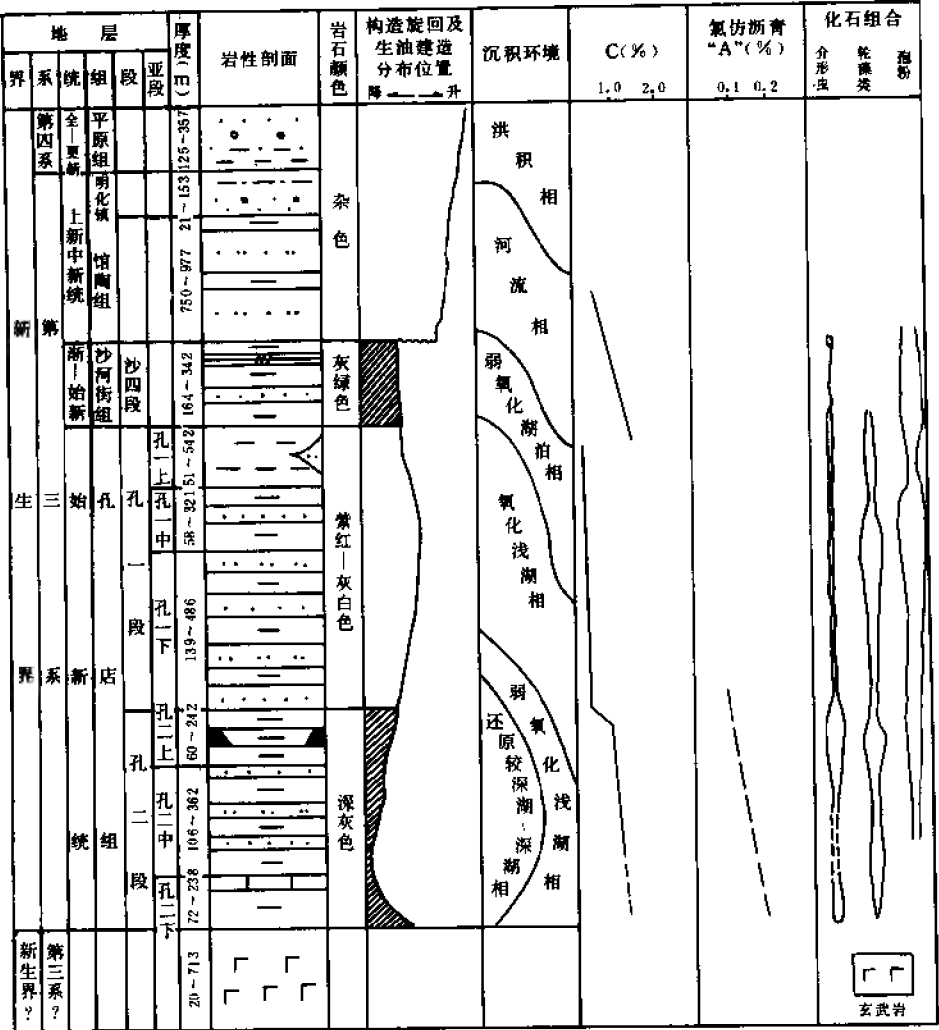 地 层
厚度(m)
岩性剖面
岩石颜色
构造旋回及
生油建造
分布位置
降 升
沉积环境
C(%)
1.0 2.0
氯仿沥青
“A”(%)
0.1 0.2
化石组合
介形虫
轮藻类
孢粉
界 系 统 组 段 亚段
新生界
第四系
全—更新
平原组
125~357
第三系
上新中新统
明化镇
21~153
馆陶组
750~977
杂色
渐—始新
沙河街组
沙四段
164~342
灰绿色
始新统
孔店组
孔一段
孔一上
51~542
孔一中
58~321
孔一下
139~486
紫红—灰白色
孔二段
孔二上
60~242
孔二中
106~362
孔二下
72~238
深灰色
新生界?
第三系?
20~713
洪积相
河流相
弱氧化湖泊相
氧化浅湖相
弱氧化浅湖相
还原较深湖-深湖相
玄武岩